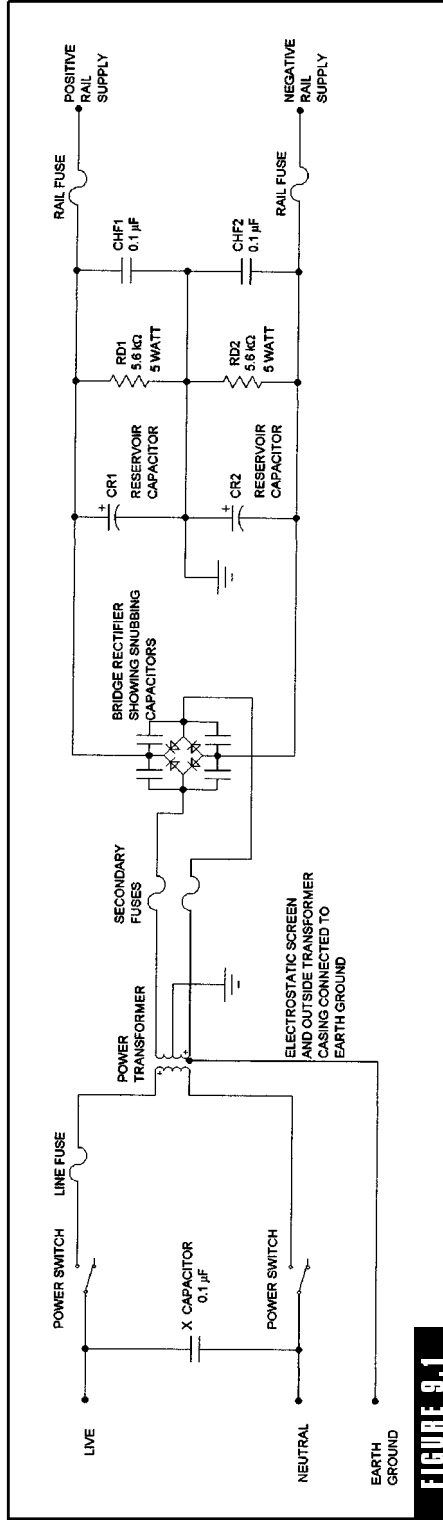 LIVE
NEUTRAL
EARTH
GROUND
POWER SWITCH
X CAPACITOR
0.1 µF
POWER SWITCH
LINE FUSE
POWER
TRANSFORMER
ELECTROSTATIC SCREEN
AND OUTSIDE TRANSFORMER
CASING CONNECTED TO
EARTH GROUND
SECONDARY
FUSES
BRIDGE RECTIFIER
SHOWING SNUBBING
CAPACITORS
+
CR1
RESERVOIR
CAPACITOR
+
CR2
RESERVOIR
CAPACITOR
RD1
5.6 kΩ
5 WATT
RD2
5.6 kΩ
5 WATT
CHF1
0.1 µF
CHF2
0.1 µF
RAIL FUSE
RAIL FUSE
POSITIVE
RAIL
SUPPLY
NEGATIVE
RAIL
SUPPLY
FIGURE 9.1